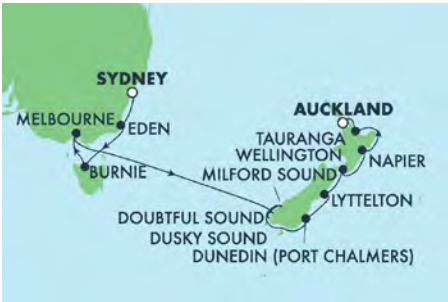 SYDNEY
MELBOURNE
EDEN
BURNIE
AUCKLAND
TAURANGA
WELLINGTON
NAPIER
MILFORD SOUND
LYTTELTON
DOUBTFUL SOUND
DUSKY SOUND
DUNEDIN (PORT CHALMERS)